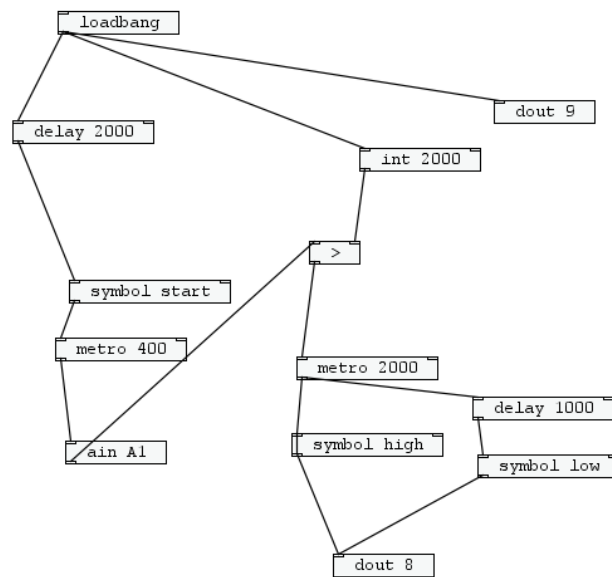 loadbang
dout 9
delay 2000
int 2000
>
symbol start
metro 400
metro 2000
delay 1000
symbol high
ain A1
symbol low
dout 8